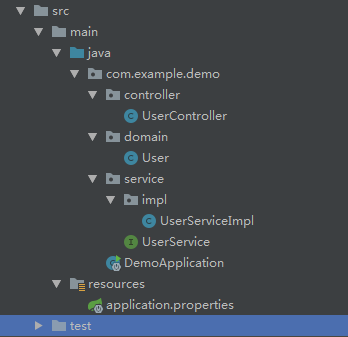 src
main
java
com.example.demo
controller
C UserController
domain
C User
service
impl
C UserServiceImpl
I UserService
DemoApplication
resources
application.properties
test